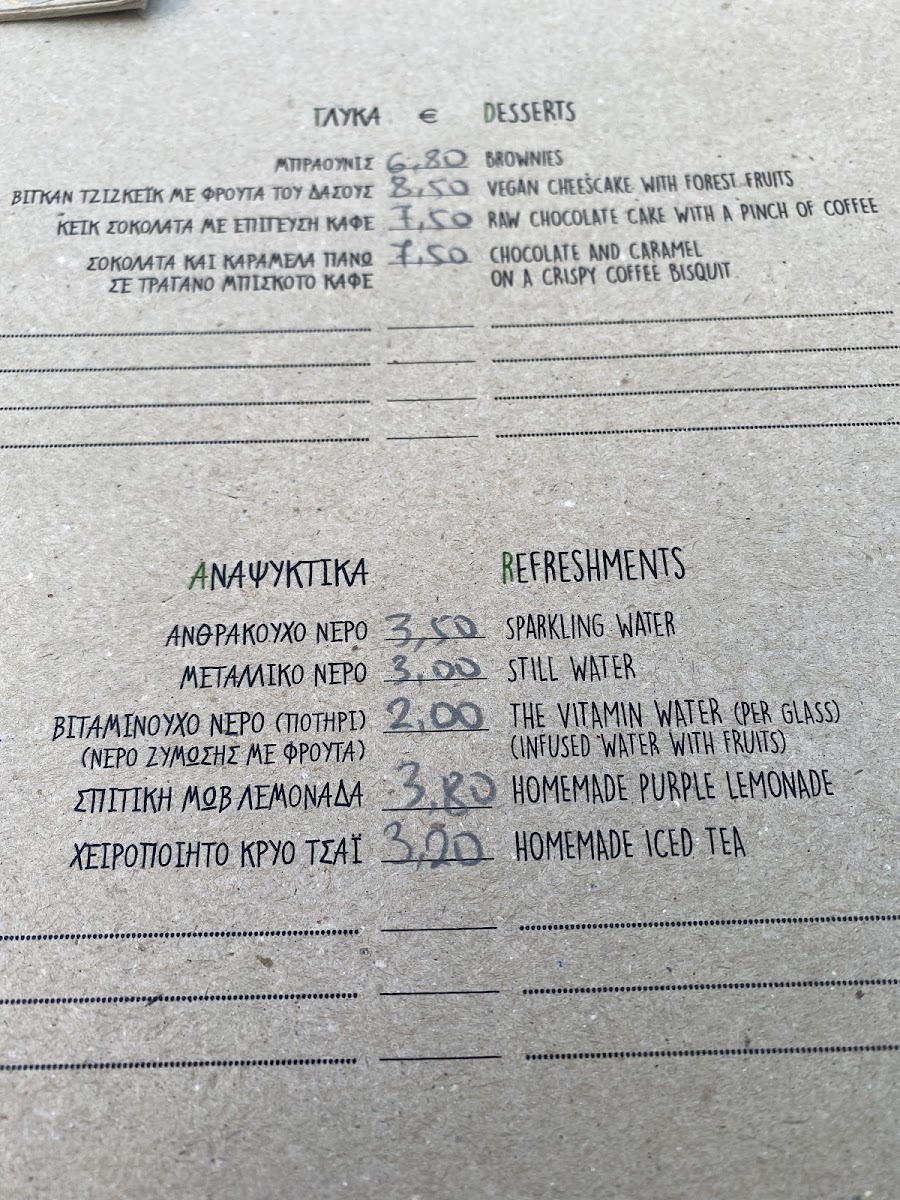 ΓΛΥΚΑ € DESSERTS
ΜΠΡΑΟΥΝΙΣ 6,80 BROWNIES
ΒΙΓΚΑΝ ΤΖΙΖΚΕΪΚ ΜΕ ΦΡΟΥΤΑ ΤΟΥ ΔΑΣΟΥΣ 8,50 VEGAN CHEESCAKE WITH FOREST FRUITS
ΚΕΙΚ ΣΟΚΟΛΑΤΑ ΜΕ ΕΠΙΓΕΥΣΗ ΚΑΦΕ 7,50 RAW CHOCOLATE CAKE WITH A PINCH OF COFFEE
ΣΟΚΟΛΑΤΑ ΚΑΙ ΚΑΡΑΜΕΛΑ ΠΑΝΩ 7,50 CHOCOLATE AND CARAMEL
ΣΕ ΤΡΑΓΑΝΟ ΜΠΙΣΚΟΤΟ ΚΑΦΕ ON A CRISPY COFFEE BISQUIT
ΑΝΑΨΥΚΤΙΚΑ REFRESHMENTS
ΑΝΘΡΑΚΟΥΧΟ ΝΕΡΟ 3,50 SPARKLING WATER
ΜΕΤΑΛΛΙΚΟ ΝΕΡΟ 3,00 STILL WATER
ΒΙΤΑΜΙΝΟΥΧΟ ΝΕΡΟ (ΠΟΤΗΡΙ) 2,00 THE VITAMIN WATER (PER GLASS)
(ΝΕΡΟ ΖΥΜΩΣΗΣ ΜΕ ΦΡΟΥΤΑ) (INFUSED WATER WITH FRUITS)
ΣΠΙΤΙΚΗ ΜΩΒ ΛΕΜΟΝΑΔΑ 3,80 HOMEMADE PURPLE LEMONADE
ΧΕΙΡΟΠΟΙΗΤΟ ΚΡΥΟ ΤΣΑΪ 3,20 HOMEMADE ICED TEA